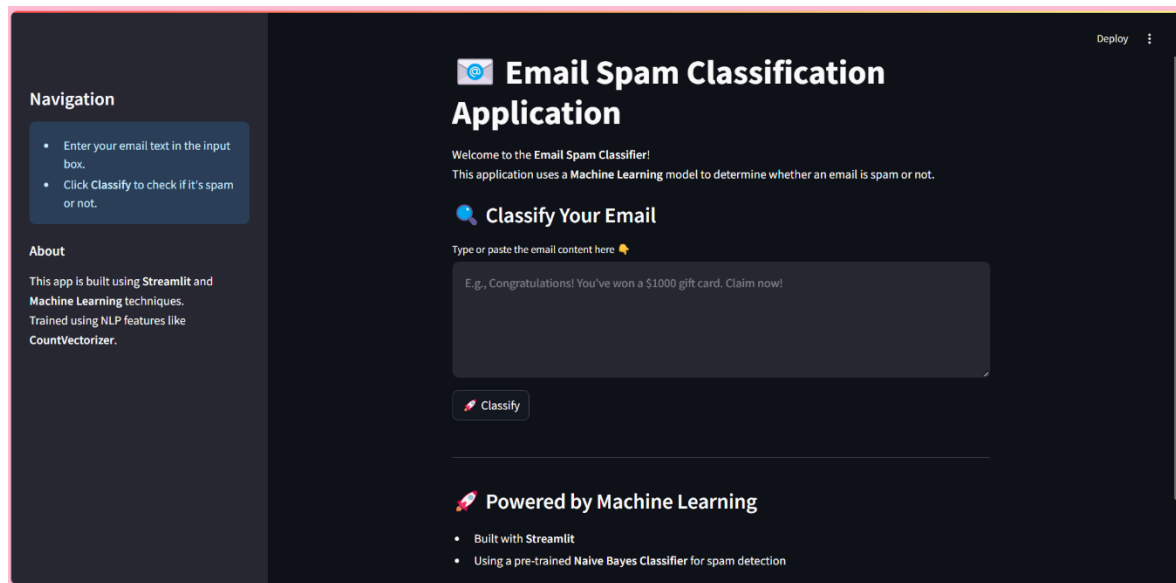 Deploy
Navigation
• Enter your email text in the input
box.
• Click Classify to check if it's spam
or not.
About
This app is built using Streamlit and
Machine Learning techniques.
Trained using NLP features like
CountVectorizer.
📧 Email Spam Classification
Application
Welcome to the Email Spam Classifier!
This application uses a Machine Learning model to determine whether an email is spam or not.
🔍 Classify Your Email
Type or paste the email content here 👇
E.g., Congratulations! You've won a $1000 gift card. Claim now!
🚀 Classify
🚀 Powered by Machine Learning
• Built with Streamlit
• Using a pre-trained Naive Bayes Classifier for spam detection